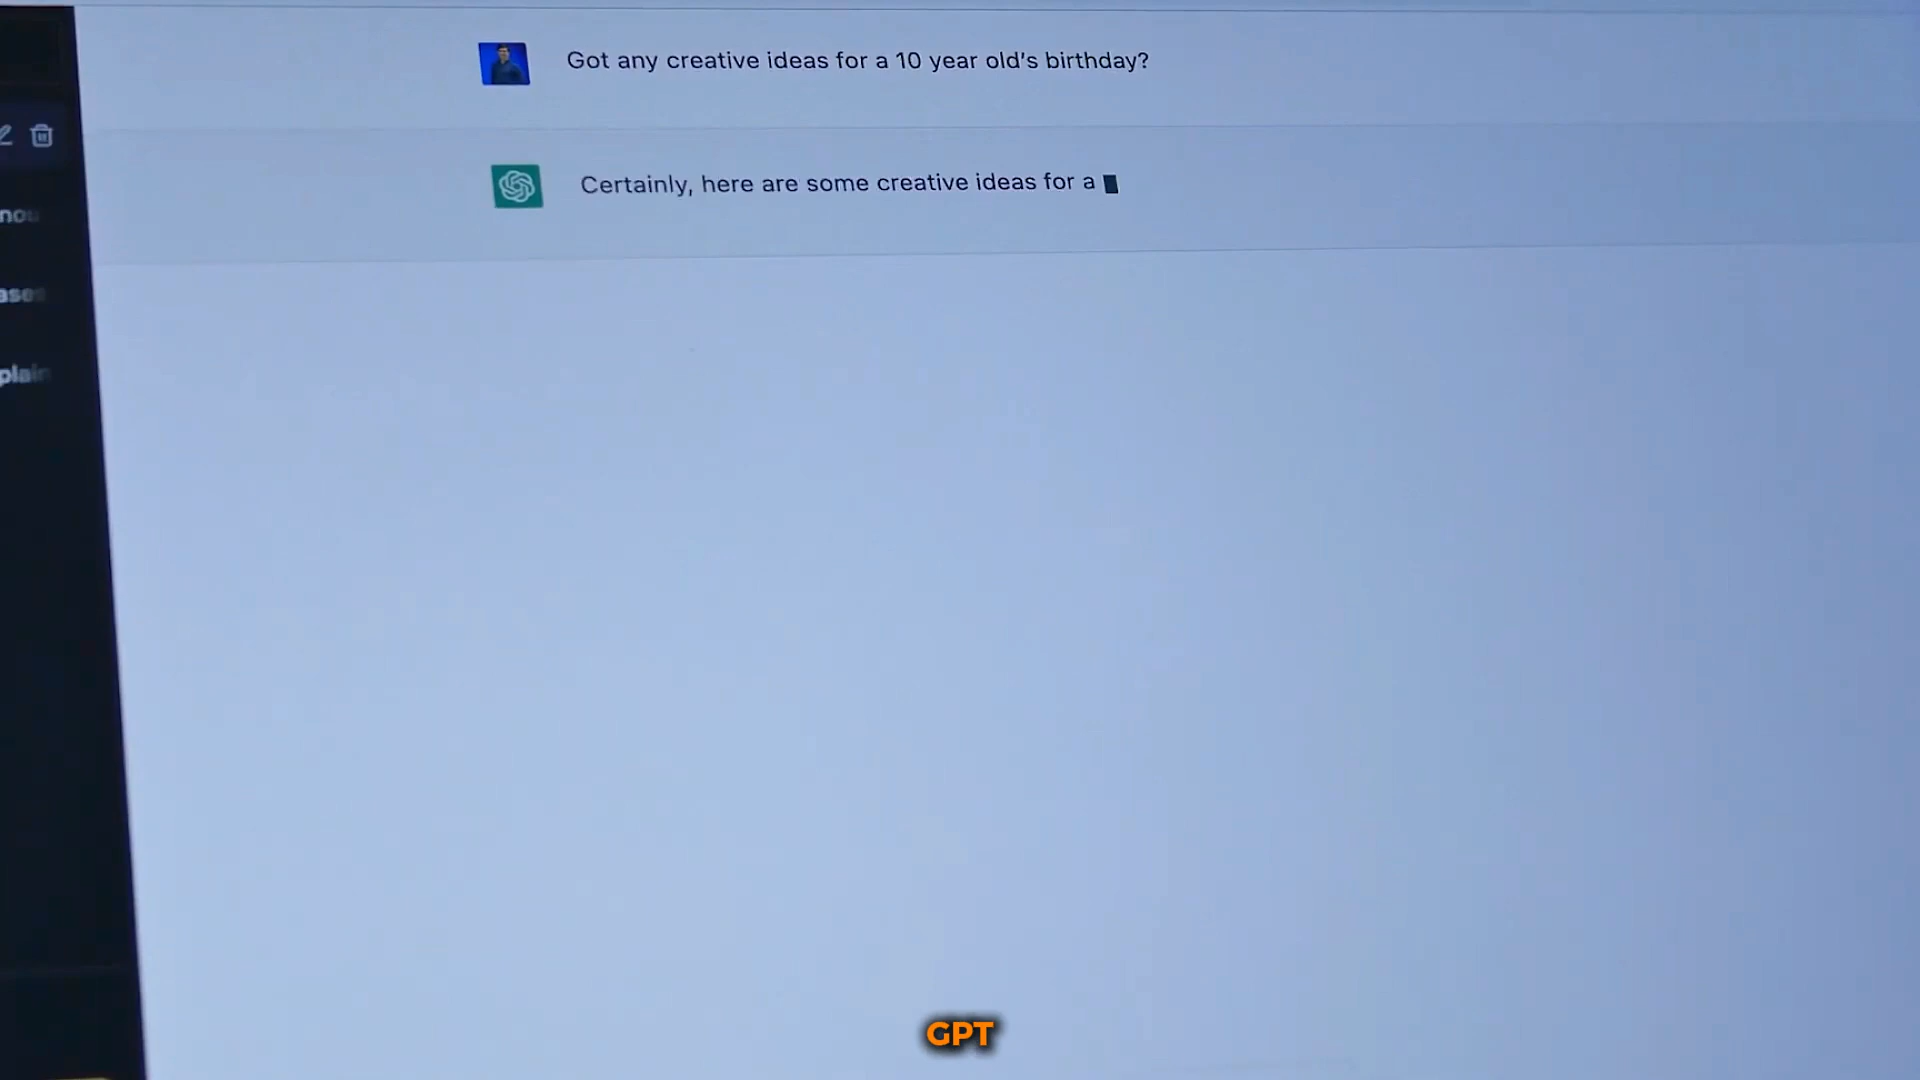 Got any creative ideas for a 10 year old's birthday?
Certainly, here are some creative ideas for a
GPT